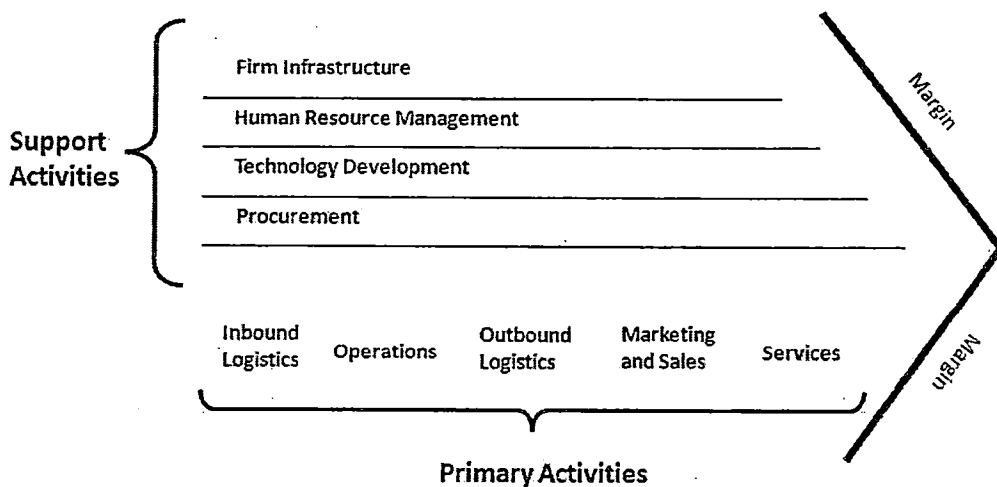 Firm Infrastructure
Human Resource Management
Technology Development
Procurement
Support
Activities
Margin
Inbound
Logistics
Operations
Outbound
Logistics
Marketing
and Sales
Services
Margin
Primary Activities